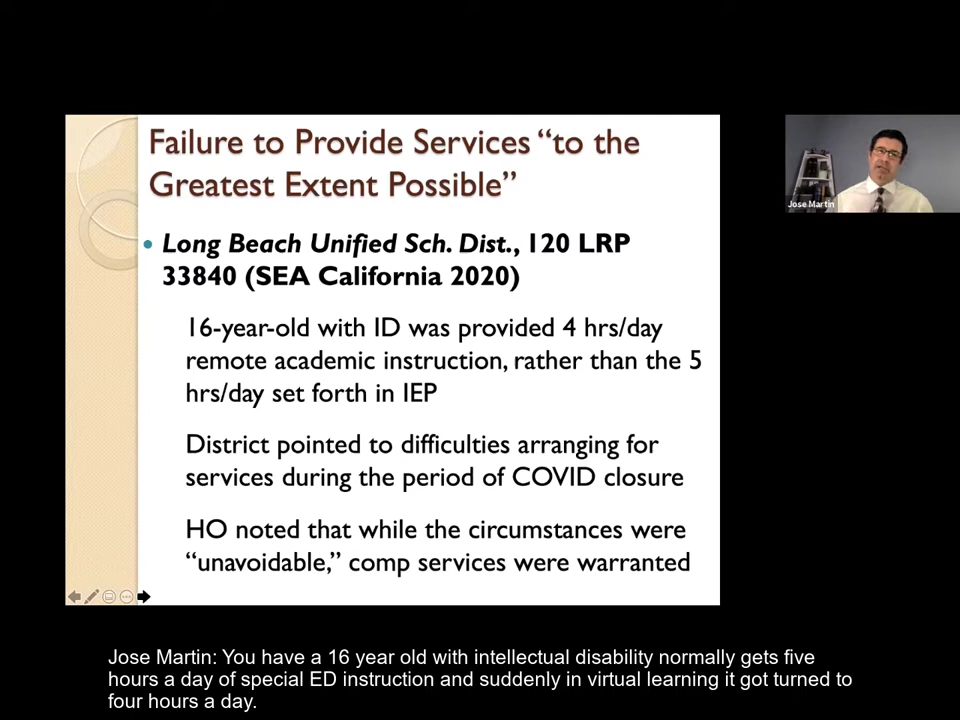 Failure to Provide Services “to the
Greatest Extent Possible”
Long Beach Unified Sch. Dist., 120 LRP
33840 (SEA California 2020)
16-year-old with ID was provided 4 hrs/day
remote academic instruction, rather than the 5
hrs/day set forth in IEP
District pointed to difficulties arranging for
services during the period of COVID closure
HO noted that while the circumstances were
“unavoidable,” comp services were warranted
Jose Martin
Jose Martin: You have a 16 year old with intellectual disability normally gets five
hours a day of special ED instruction and suddenly in virtual learning it got turned to
four hours a day.